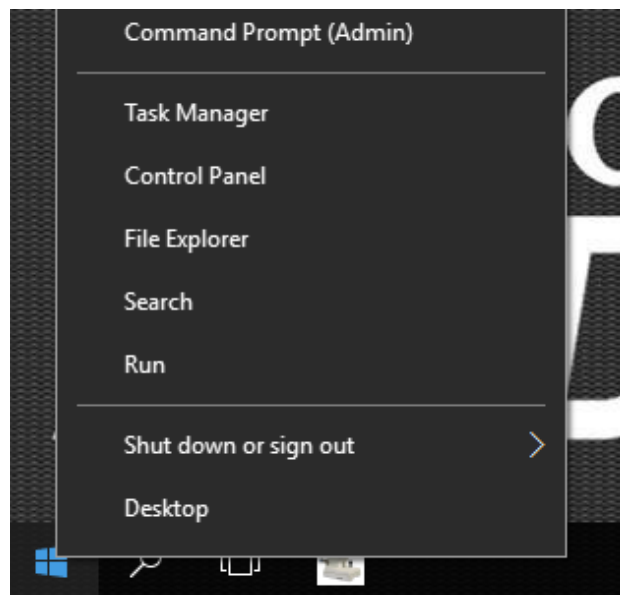 Command Prompt (Admin)
Task Manager
Control Panel
File Explorer
Search
Run
Shut down or sign out
Desktop